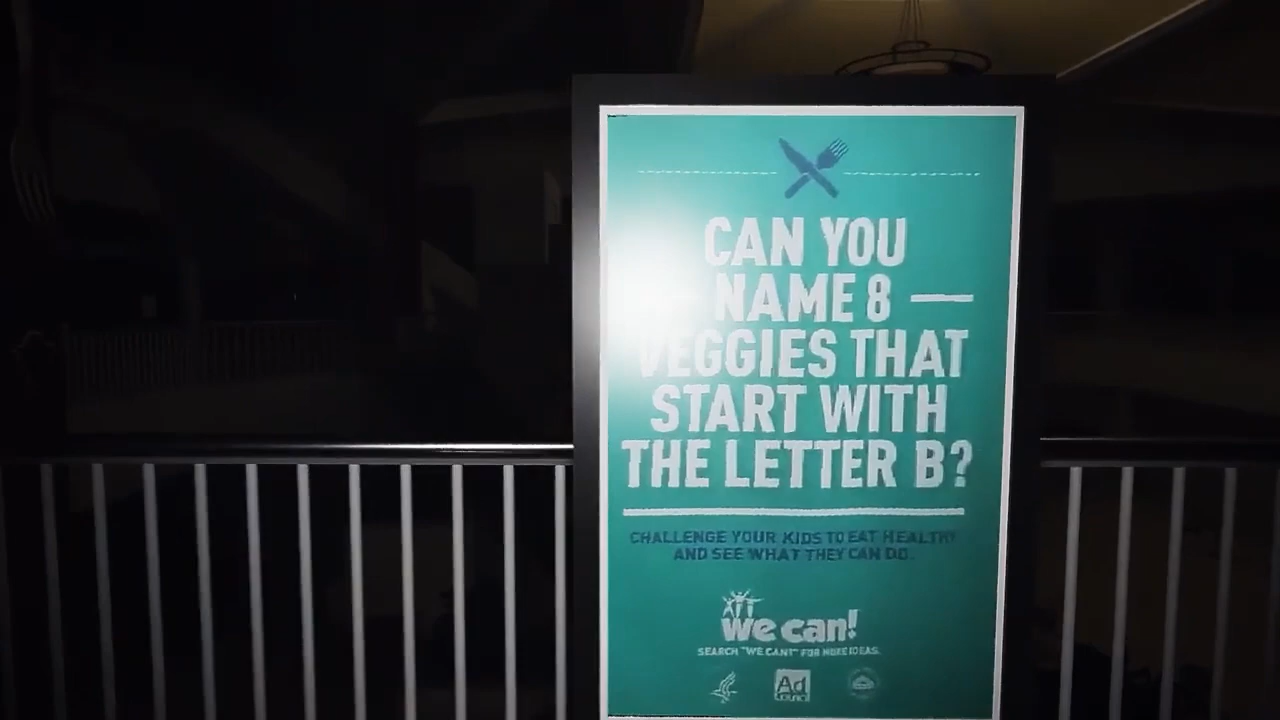 CAN YOU
NAME 8
VEGGIES THAT
START WITH
THE LETTER B?
CHALLENGE YOUR KIDS TO EAT HEALTHY
AND SEE WHAT THEY CAN DO.
we can!
SEARCH "WE CAN!" FOR MORE IDEAS.
Ad
Council